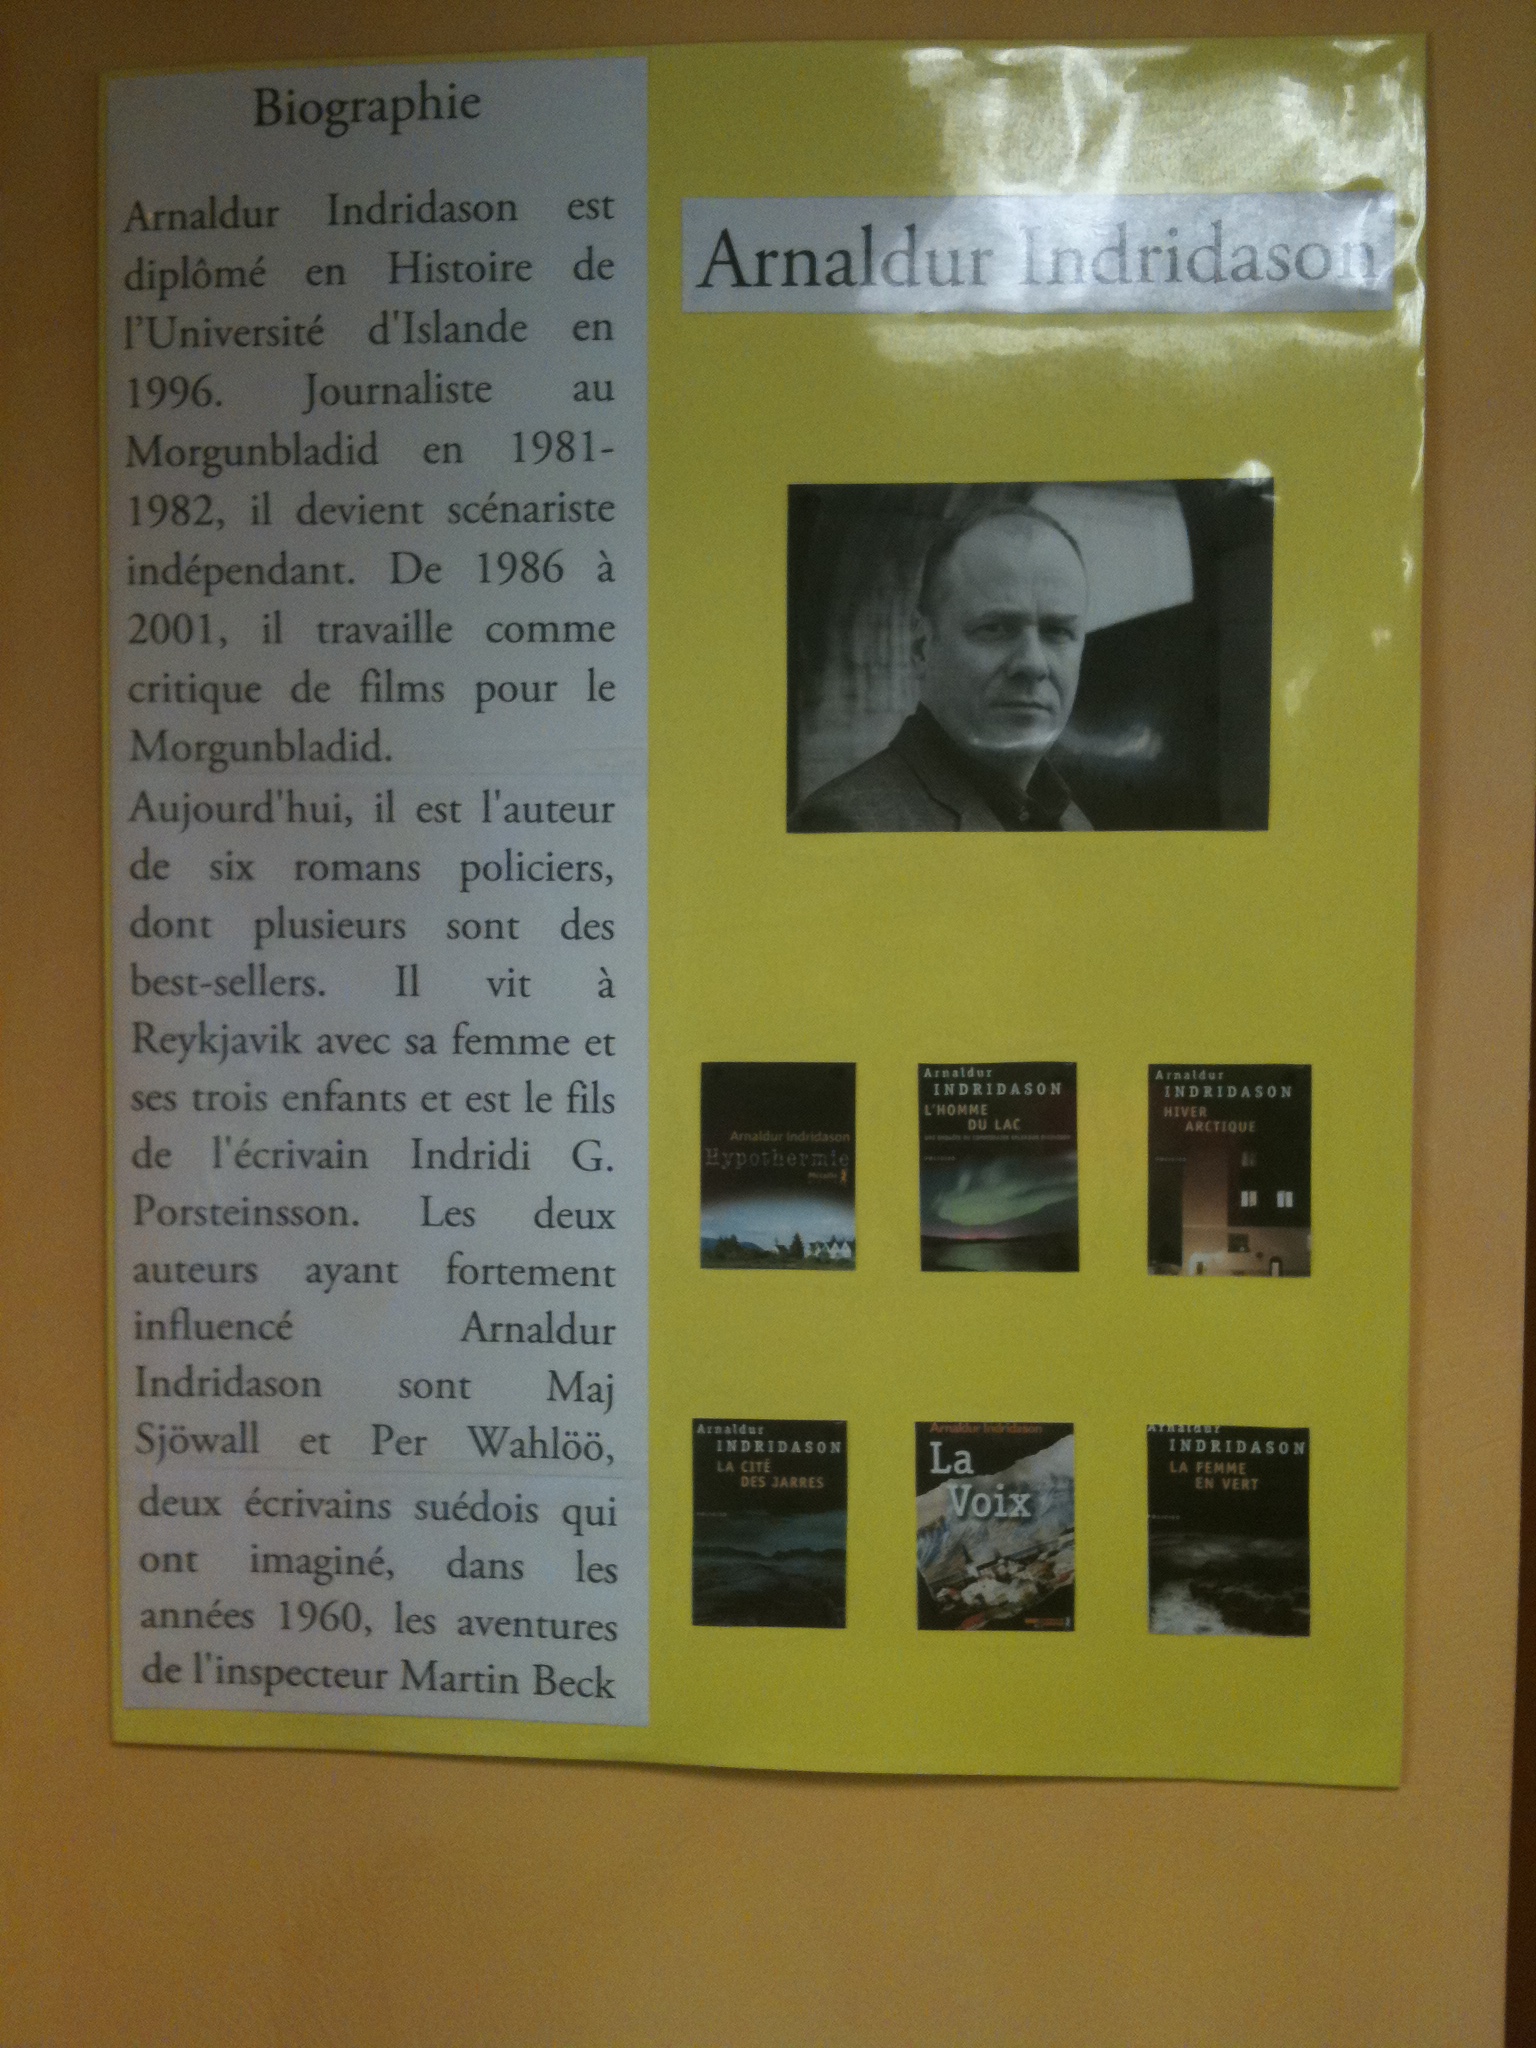 Biographie
Arnaldur Indridason est
diplômé en Histoire de
l'Université d'Islande en
1996. Journaliste au
Morgunbladid en 1981-
1982, il devient scénariste
indépendant. De 1986 à
2001, il travaille comme
critique de films pour le
Morgunbladid.
Aujourd'hui, il est l'auteur
de six romans policiers,
dont plusieurs sont des
best-sellers. Il vit à
Reykjavik avec sa femme et
ses trois enfants et est le fils
de l'écrivain Indridi G.
Porsteinsson. Les deux
auteurs ayant fortement
influencé Arnaldur
Indridason sont Maj
Sjöwall et Per Wahlöö,
deux écrivains suédois qui
ont imaginé, dans les
années 1960, les aventures
de l'inspecteur Martin Beck
Arnaldur Indridason
Arnaldur Indridason
Hypothermie
Arnaldur
INDRIDASON
L'HOMME
DU LAC
Arnaldur
INDRIDASON
HIVER
ARCTIQUE
Arnaldur
INDRIDASON
LA CITÉ
DES JARRES
Arnaldur Indridason
La
Voix
Arnaldur
INDRIDASON
LA FEMME
EN VERT